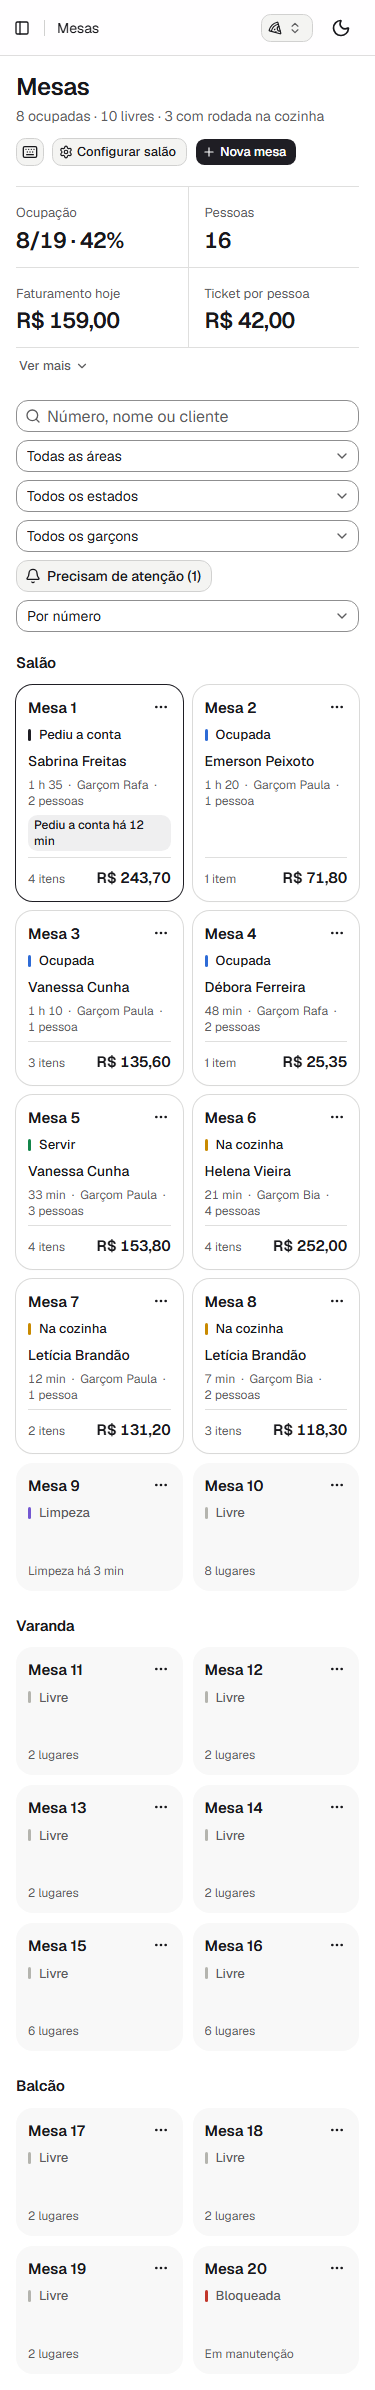 Mesas
Mesas
8 ocupadas · 10 livres · 3 com rodada na cozinha
Configurar salão
+ Nova mesa
Ocupação
8/19 · 42%
Pessoas
16
Faturamento hoje
R$ 159,00
Ticket por pessoa
R$ 42,00
Ver mais
Número, nome ou cliente
Todas as áreas
Todos os estados
Todos os garçons
Precisam de atenção (1)
Por número
Salão
Mesa 1
Pediu a conta
Sabrina Freitas
1 h 35 · Garçom Rafa ·
2 pessoas
Pediu a conta há 12
min
4 itens
R$ 243,70
Mesa 2
Ocupada
Emerson Peixoto
1 h 20 · Garçom Paula ·
1 pessoa
1 item
R$ 71,80
Mesa 3
Ocupada
Vanessa Cunha
1 h 10 · Garçom Paula ·
1 pessoa
3 itens
R$ 135,60
Mesa 4
Ocupada
Débora Ferreira
48 min · Garçom Rafa ·
2 pessoas
1 item
R$ 25,35
Mesa 5
Servir
Vanessa Cunha
33 min · Garçom Paula ·
3 pessoas
4 itens
R$ 153,80
Mesa 6
Na cozinha
Helena Vieira
21 min · Garçom Bia ·
4 pessoas
4 itens
R$ 252,00
Mesa 7
Na cozinha
Letícia Brandão
12 min · Garçom Paula ·
1 pessoa
2 itens
R$ 131,20
Mesa 8
Na cozinha
Letícia Brandão
7 min · Garçom Bia ·
2 pessoas
3 itens
R$ 118,30
Mesa 9
Limpeza
Limpeza há 3 min
Mesa 10
Livre
8 lugares
Varanda
Mesa 11
Livre
2 lugares
Mesa 12
Livre
2 lugares
Mesa 13
Livre
2 lugares
Mesa 14
Livre
2 lugares
Mesa 15
Livre
6 lugares
Mesa 16
Livre
6 lugares
Balcão
Mesa 17
Livre
2 lugares
Mesa 18
Livre
2 lugares
Mesa 19
Livre
2 lugares
Mesa 20
Bloqueada
Em manutenção